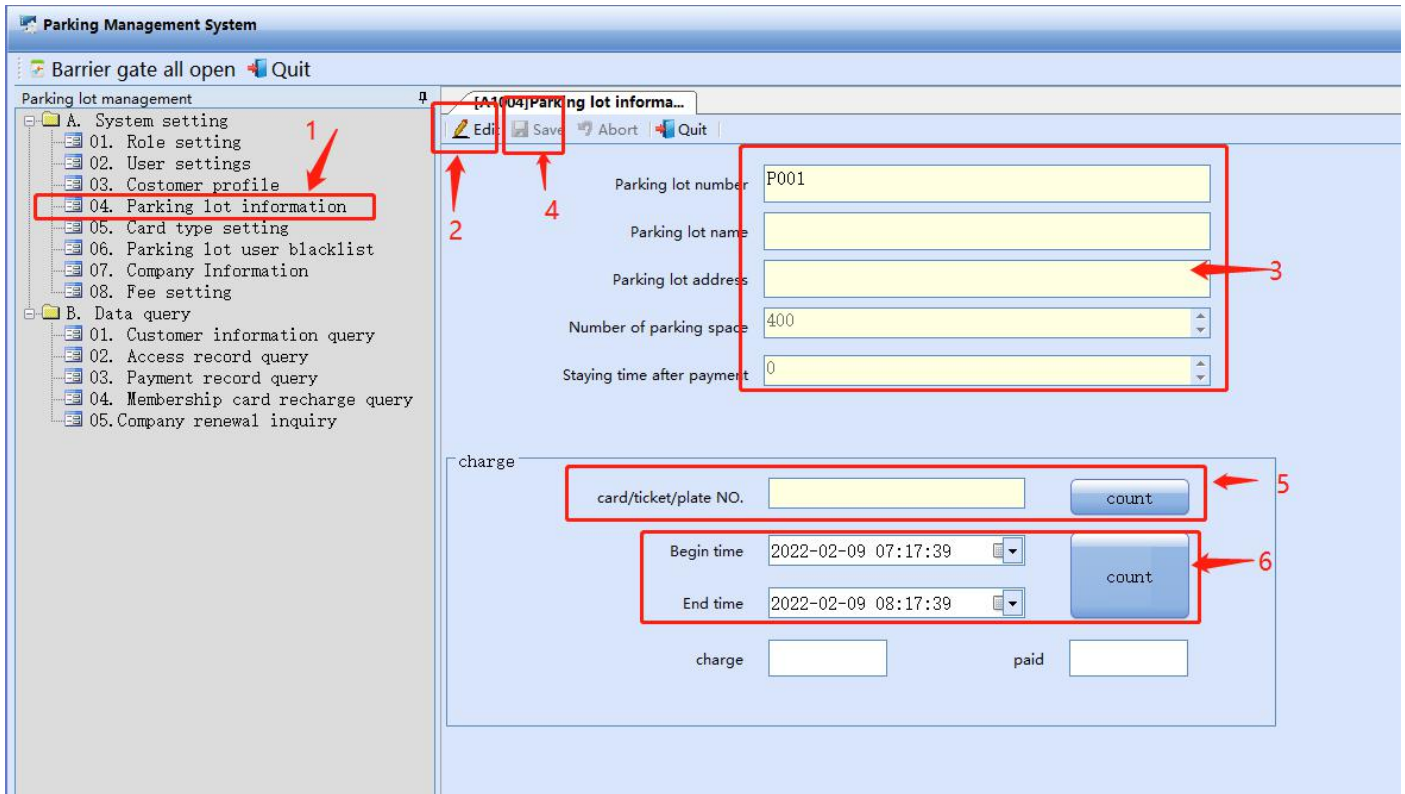 Parking Management System
Barrier gate all open Quit
Parking lot management
A. System setting
01. Role setting
02. User settings
03. Costomer profile
04. Parking lot information
05. Card type setting
06. Parking lot user blacklist
07. Company Information
08. Fee setting
B. Data query
01. Customer information query
02. Access record query
03. Payment record query
04. Membership card recharge query
05.Company renewal inquiry
1
[A1004]Parking lot informa...
Edit Save Abort Quit
2
4
Parking lot number P001
Parking lot name
Parking lot address
3
Number of parking space 400
Staying time after payment 0
charge
card/ticket/plate NO. count
5
Begin time 2022-02-09 07:17:39
count
6
End time 2022-02-09 08:17:39
charge paid